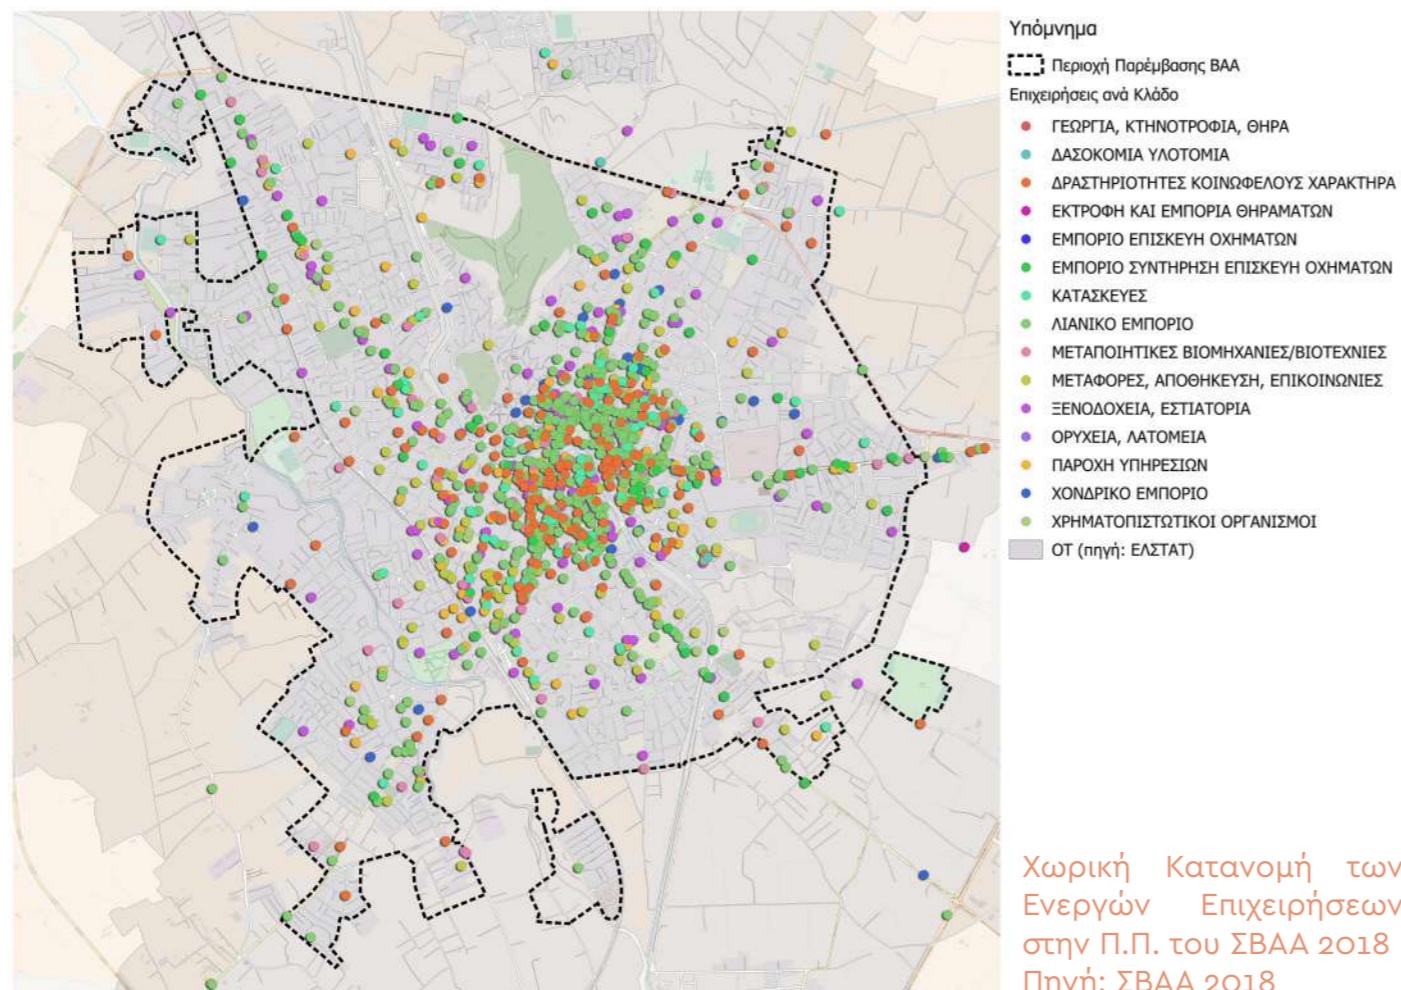 Υπόμνημα
Περιοχή Παρέμβασης ΒΑΑ
Επιχειρήσεις ανά Κλάδο
ΓΕΩΡΓΙΑ, ΚΤΗΝΟΤΡΟΦΙΑ, ΘΗΡΑ
ΔΑΣΟΚΟΜΙΑ ΥΛΟΤΟΜΙΑ
ΔΡΑΣΤΗΡΙΟΤΗΤΕΣ ΚΟΙΝΩΦΕΛΟΥΣ ΧΑΡΑΚΤΗΡΑ
ΕΚΤΡΟΦΗ ΚΑΙ ΕΜΠΟΡΙΑ ΘΗΡΑΜΑΤΩΝ
ΕΜΠΟΡΙΟ ΕΠΙΣΚΕΥΗ ΟΧΗΜΑΤΩΝ
ΕΜΠΟΡΙΟ ΣΥΝΤΗΡΗΣΗ ΕΠΙΣΚΕΥΗ ΟΧΗΜΑΤΩΝ
ΚΑΤΑΣΚΕΥΕΣ
ΛΙΑΝΙΚΟ ΕΜΠΟΡΙΟ
ΜΕΤΑΠΟΙΗΤΙΚΕΣ ΒΙΟΜΗΧΑΝΙΕΣ/ΒΙΟΤΕΧΝΙΕΣ
ΜΕΤΑΦΟΡΕΣ, ΑΠΟΘΗΚΕΥΣΗ, ΕΠΙΚΟΙΝΩΝΙΕΣ
ΞΕΝΟΔΟΧΕΙΑ, ΕΣΤΙΑΤΟΡΙΑ
ΟΡΥΧΕΙΑ, ΛΑΤΟΜΕΙΑ
ΠΑΡΟΧΗ ΥΠΗΡΕΣΙΩΝ
ΧΟΝΔΡΙΚΟ ΕΜΠΟΡΙΟ
ΧΡΗΜΑΤΟΠΙΣΤΩΤΙΚΟΙ ΟΡΓΑΝΙΣΜΟΙ
ΟΤ (πηγή: ΕΛΣΤΑΤ)
Χωρική Κατανομή των
Ενεργών Επιχειρήσεων
στην Π.Π. του ΣΒΑΑ 2018
Πηγή: ΣΒΑΑ 2018